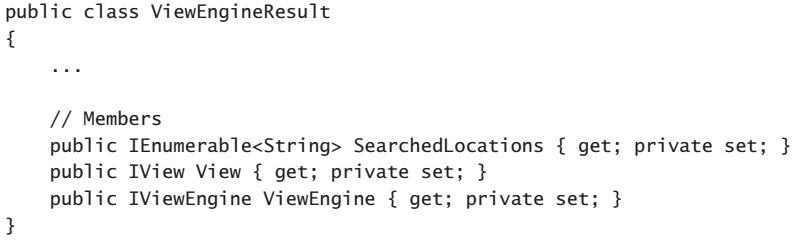 public class ViewEngineResult
{
    ...
    // Members
    public IEnumerable<String> SearchedLocations { get; private set; }
    public IView View { get; private set; }
    public IViewEngine ViewEngine { get; private set; }
}